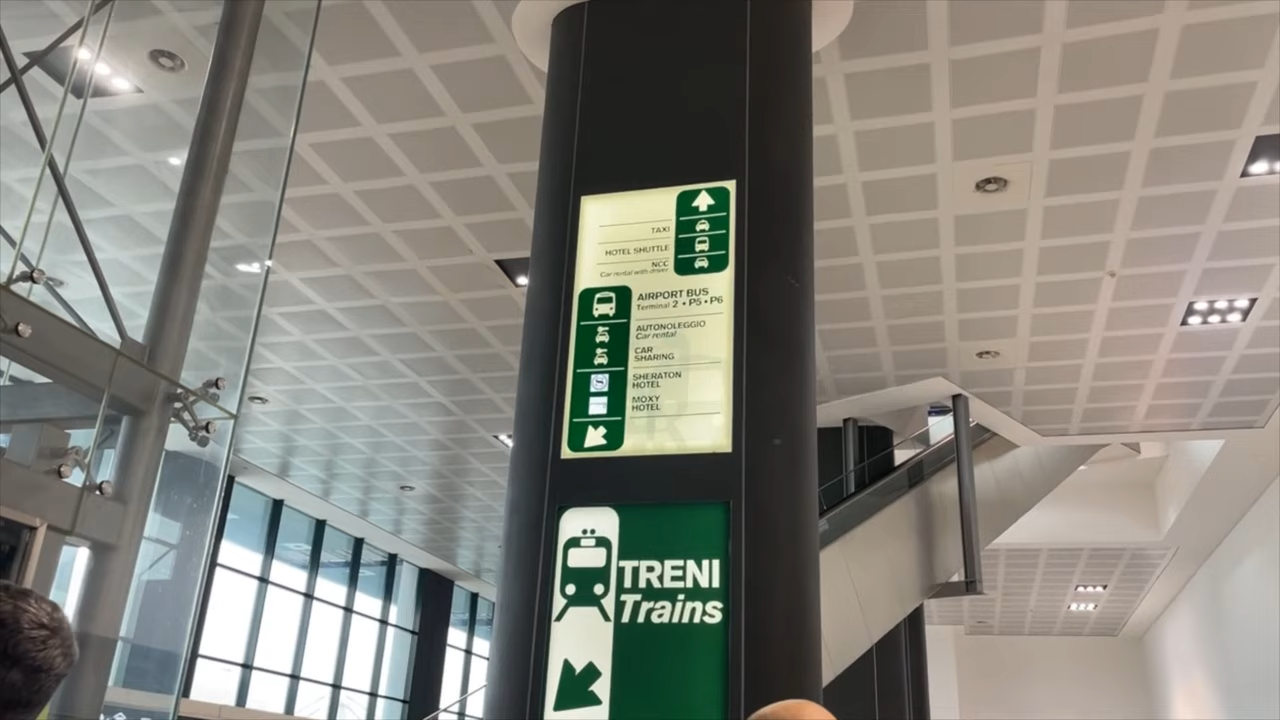 TAXI
HOTEL SHUTTLE
NCC
Car rental with driver
AIRPORT BUS
Terminal 2 • P5 • P6
AUTONOLEGGIO
Car rental
CAR
SHARING
SHERATON
HOTEL
MOXY
HOTEL
TRENI
Trains